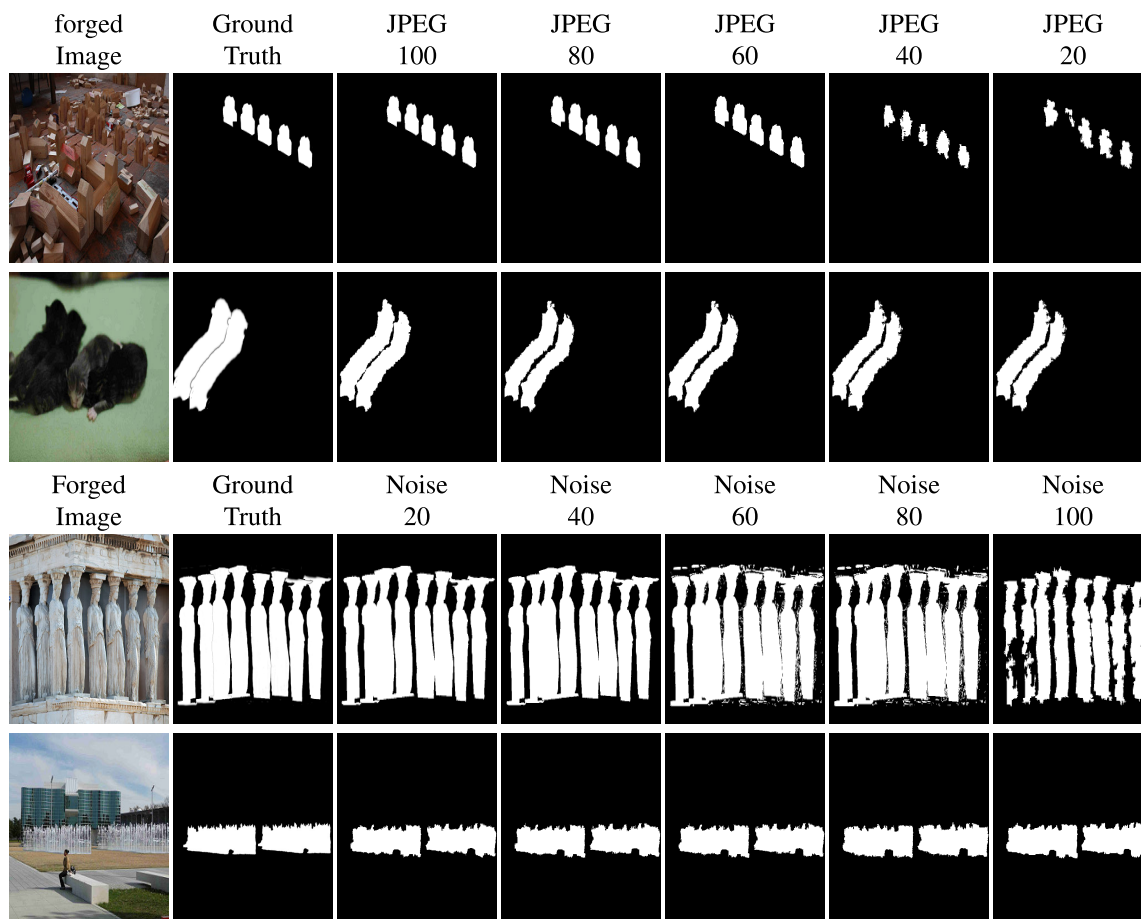 forged Ground JPEG JPEG JPEG JPEG JPEG
Image Truth 100 80 60 40 20
Forged Ground Noise Noise Noise Noise Noise
Image Truth 20 40 60 80 100